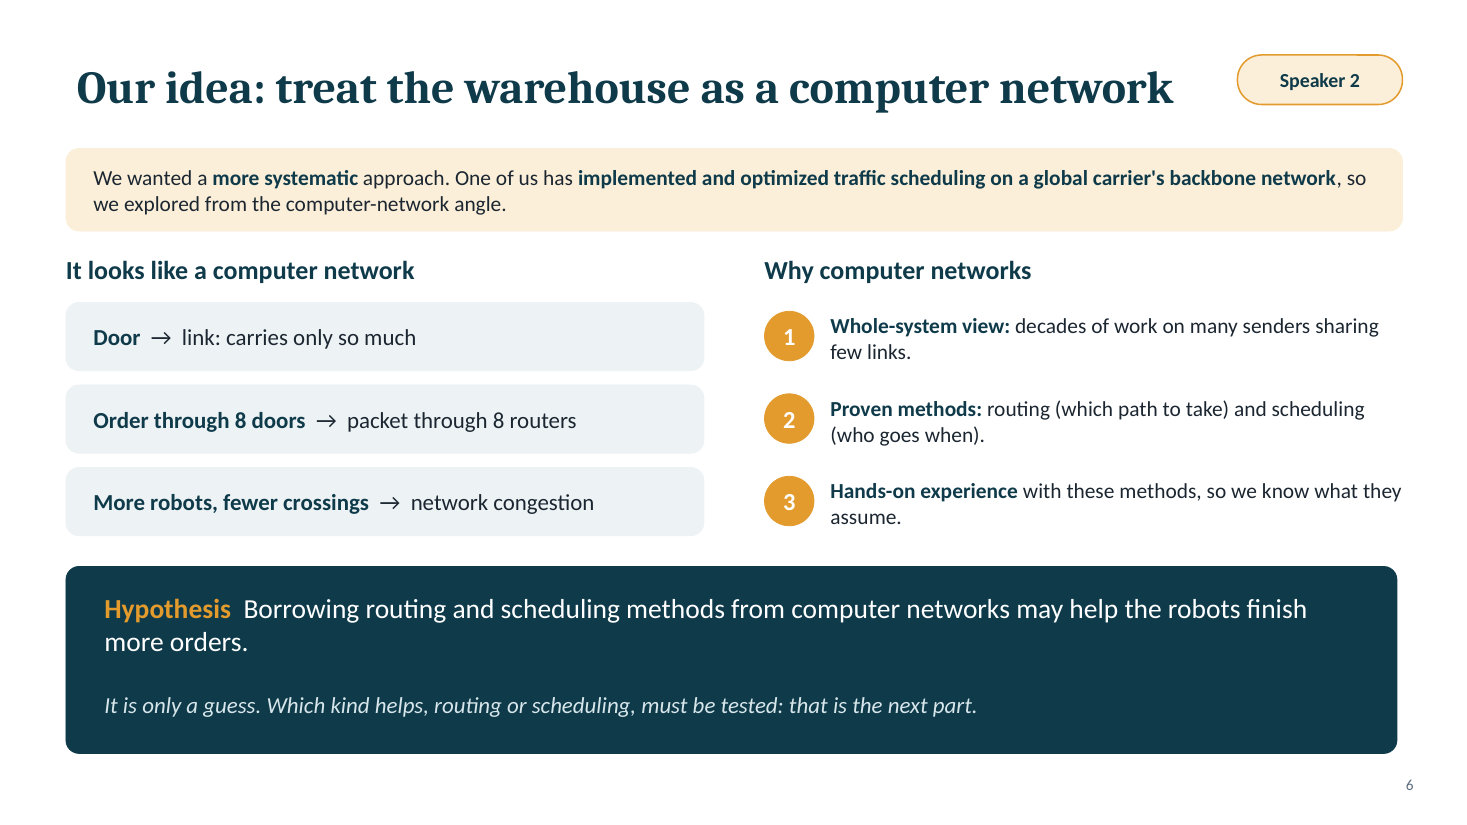 Our idea: treat the warehouse as a computer network
Speaker 2
We wanted a more systematic approach. One of us has implemented and optimized traffic scheduling on a global carrier's backbone network, so
we explored from the computer-network angle.
It looks like a computer network
Door → link: carries only so much
Order through 8 doors → packet through 8 routers
More robots, fewer crossings → network congestion
Why computer networks
1 Whole-system view: decades of work on many senders sharing
few links.
2 Proven methods: routing (which path to take) and scheduling
(who goes when).
3 Hands-on experience with these methods, so we know what they
assume.
Hypothesis Borrowing routing and scheduling methods from computer networks may help the robots finish
more orders.
It is only a guess. Which kind helps, routing or scheduling, must be tested: that is the next part.
6